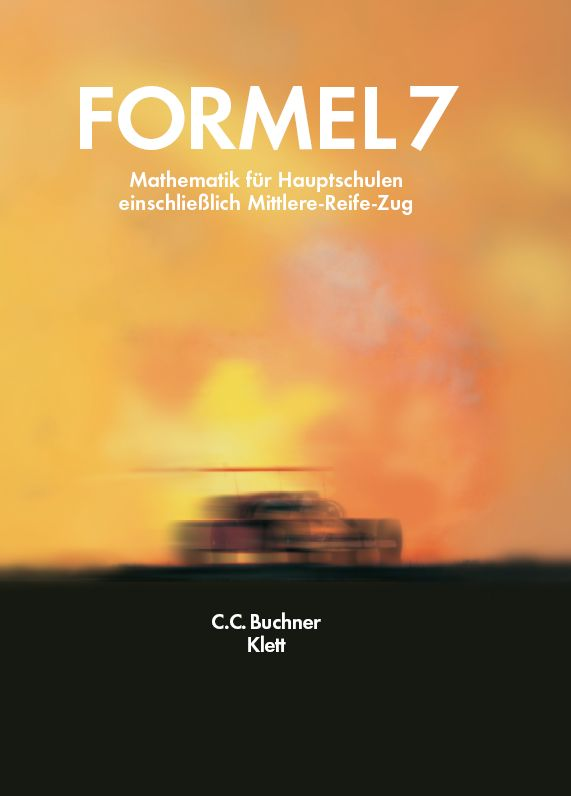 FORMEL 7
Mathematik für Hauptschulen
einschließlich Mittlere-Reife-Zug
C.C. Buchner
Klett